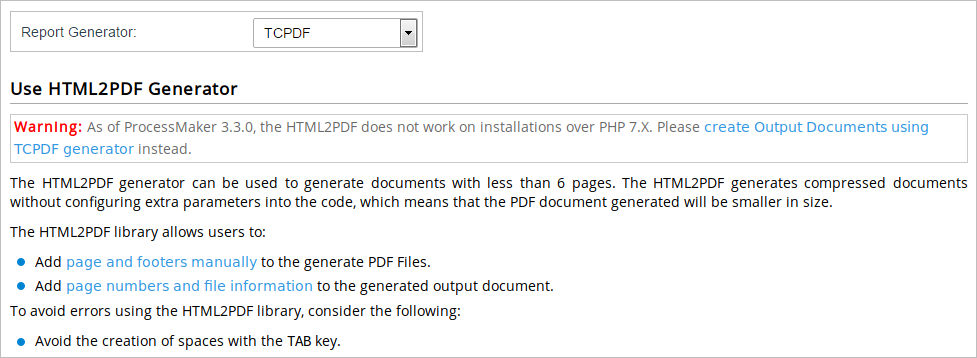 Report Generator:
TCPDF
Use HTML2PDF Generator
Warning: As of ProcessMaker 3.3.0, the HTML2PDF does not work on installations over PHP 7.X. Please create Output Documents using
TCPDF generator instead.
The HTML2PDF generator can be used to generate documents with less than 6 pages. The HTML2PDF generates compressed documents
without configuring extra parameters into the code, which means that the PDF document generated will be smaller in size.
The HTML2PDF library allows users to:
Add page and footers manually to the generate PDF Files.
Add page numbers and file information to the generated output document.
To avoid errors using the HTML2PDF library, consider the following:
Avoid the creation of spaces with the TAB key.